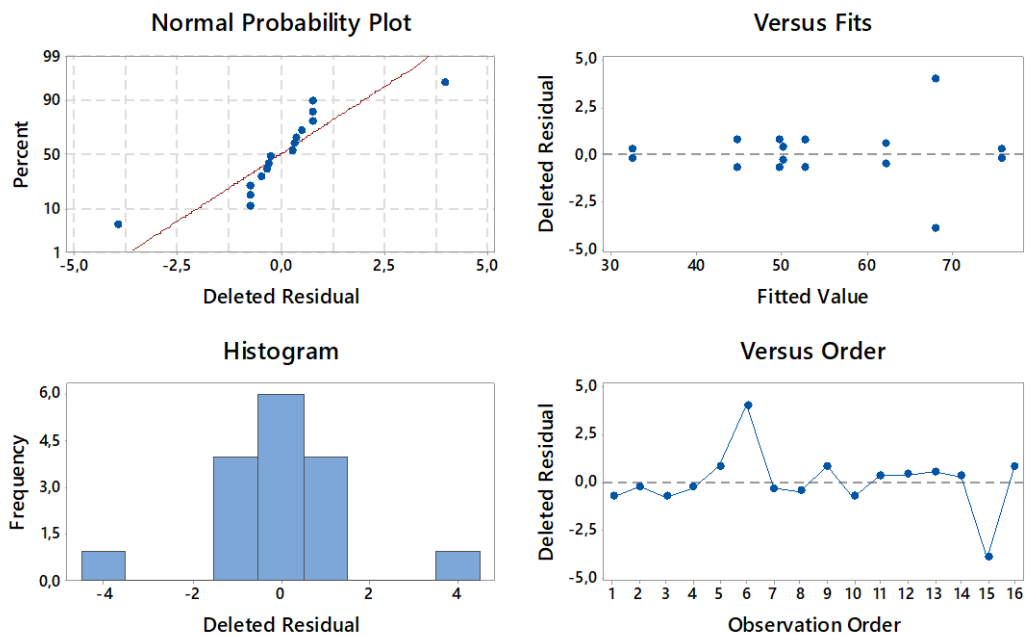 Normal Probability Plot
99
90
50
10
1
Percent
-5,0 -2,5 0,0 2,5 5,0
Deleted Residual
Versus Fits
5,0
2,5
0,0
-2,5
-5,0
Deleted Residual
30 40 50 60 70
Fitted Value
Histogram
6,0
4,5
3,0
1,5
0,0
Frequency
-4 -2 0 2 4
Deleted Residual
Versus Order
5,0
2,5
0,0
-2,5
-5,0
Deleted Residual
1 2 3 4 5 6 7 8 9 10 11 12 13 14 15 16
Observation Order